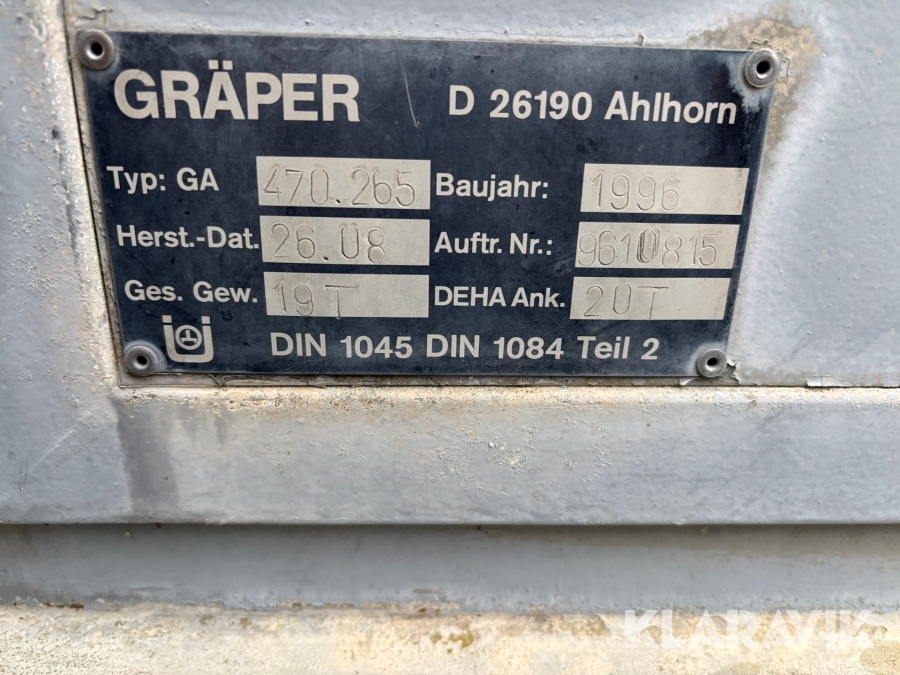 GRÄPER D 26190 Ahlhorn
Typ: GA 470.265 Baujahr: 1996
Herst.-Dat. 26.08 Auftr. Nr.: 9610815
Ges. Gew. 19T DEHA Ank. 20T
DIN 1045 DIN 1084 Teil 2
KLARAVIK